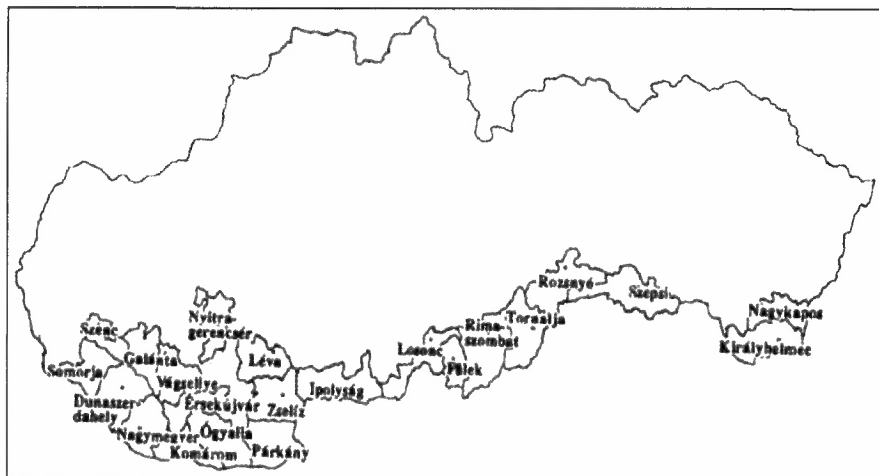 Rozsnyó
Szepsi
Nagykapos
Királyhelmec
Rima-
szombat
Tornalja
Losonc
Fülek
Nyitra-
gerencsér
Szenc
Galánta
Léva
Somorja
Vágsellye
Ipolyság
Dunaszer
dahely
Érsekújvár
Zselíz
Nagymegyer
Ógyalla
Komárom
Párkány